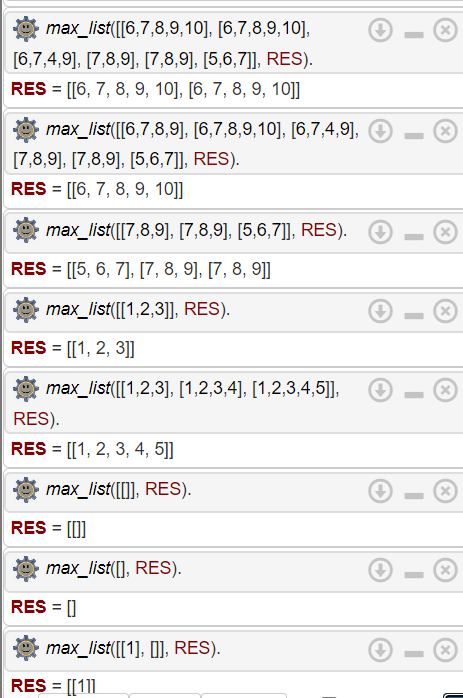 max_list([[6,7,8,9,10], [6,7,8,9,10],
[6,7,4,9], [7,8,9], [7,8,9], [5,6,7]], RES).
RES = [[6, 7, 8, 9, 10], [6, 7, 8, 9, 10]]
max_list([[6,7,8,9], [6,7,8,9,10], [6,7,4,9],
[7,8,9], [7,8,9], [5,6,7]], RES).
RES = [[6, 7, 8, 9, 10]]
max_list([[7,8,9], [7,8,9], [5,6,7]], RES).
RES = [[5, 6, 7], [7, 8, 9], [7, 8, 9]]
max_list([[1,2,3]], RES).
RES = [[1, 2, 3]]
max_list([[1,2,3], [1,2,3,4], [1,2,3,4,5]],
RES).
RES = [[1, 2, 3, 4, 5]]
max_list([[]], RES).
RES = [[]]
max_list([], RES).
RES = []
max_list([[1], []], RES).
RES = [[1]]